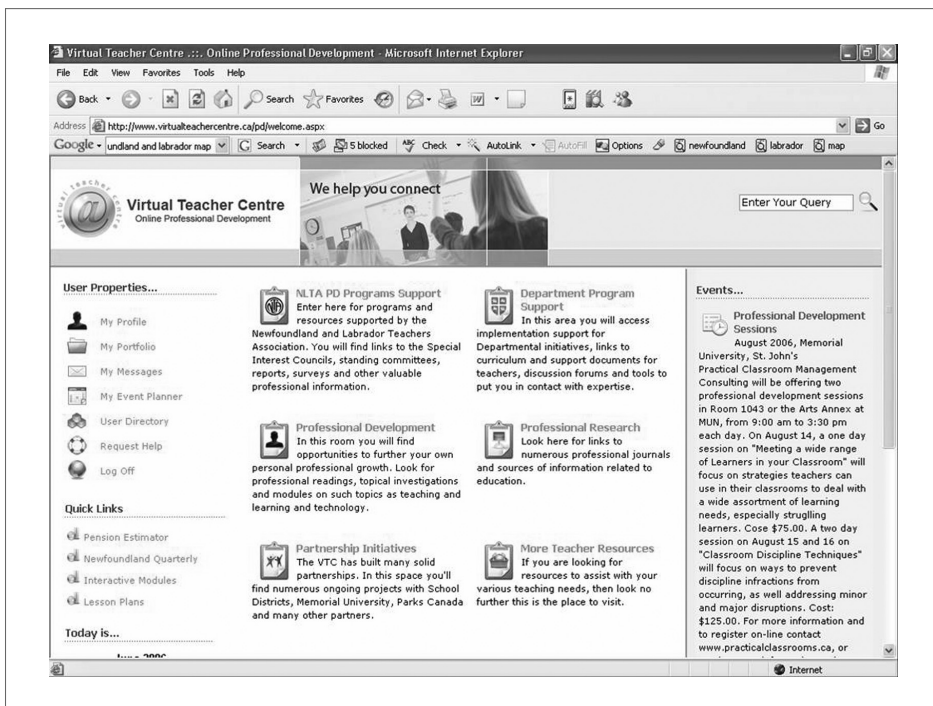 Virtual Teacher Centre .::. Online Professional Development - Microsoft Internet Explorer
File Edit View Favorites Tools Help
Back Search Favorites
Address http://www.virtualteachercentre.ca/pd/welcome.aspx Go
Google undland and labrador map Search 5 blocked Check AutoLink AutoFill Options newfoundland labrador map
virtual teacher centre
We help you connect
Virtual Teacher Centre
Online Professional Development
Enter Your Query
User Properties...
My Profile
My Portfolio
My Messages
My Event Planner
User Directory
Request Help
Log Off
Quick Links
Pension Estimator
Newfoundland Quarterly
Interactive Modules
Lesson Plans
Today is...
June 2006
NLTA PD Programs Support
Enter here for programs and
resources supported by the
Newfoundland and Labrador Teachers
Association. You will find links to the Special
Interest Councils, standing committees,
reports, surveys and other valuable
professional information.
Department Program
Support
In this area you will access
implementation support for
Departmental initiatives, links to
curriculum and support documents for
teachers, discussion forums and tools to
put you in contact with expertise.
Professional Development
In this room you will find
opportunities to further your own
personal professional growth. Look for
professional readings, topical investigations
and modules on such topics as teaching and
learning and technology.
Professional Research
Look here for links to
numerous professional journals
and sources of information related to
education.
Partnership Initiatives
The VTC has built many solid
partnerships. In this space you'll
find numerous ongoing projects with School
Districts, Memorial University, Parks Canada
and many other partners.
More Teacher Resources
If you are looking for
resources to assist with your
various teaching needs, then look no
further this is the place to visit.
Events...
Professional Development
Sessions
August 2006, Memorial
University, St. John's
Practical Classroom Management
Consulting will be offering two
professional development sessions
in Room 1043 or the Arts Annex at
MUN, from 9:00 am to 3:30 pm
each day. On August 14, a one day
session on "Meeting a wide range
of Learners in your Classroom" will
focus on strategies teachers can
use in their classrooms to deal with
a wide assortment of learning
needs, especially struglling
learners. Cose $75.00. A two day
session on August 15 and 16 on
"Classroom Discipline Techniques"
will focus on ways to prevent
discipline infractions from
occurring, as well addressing minor
and major disruptions. Cost:
$125.00. For more information and
to register on-line contact
www.practicalclassrooms.ca, or
Internet